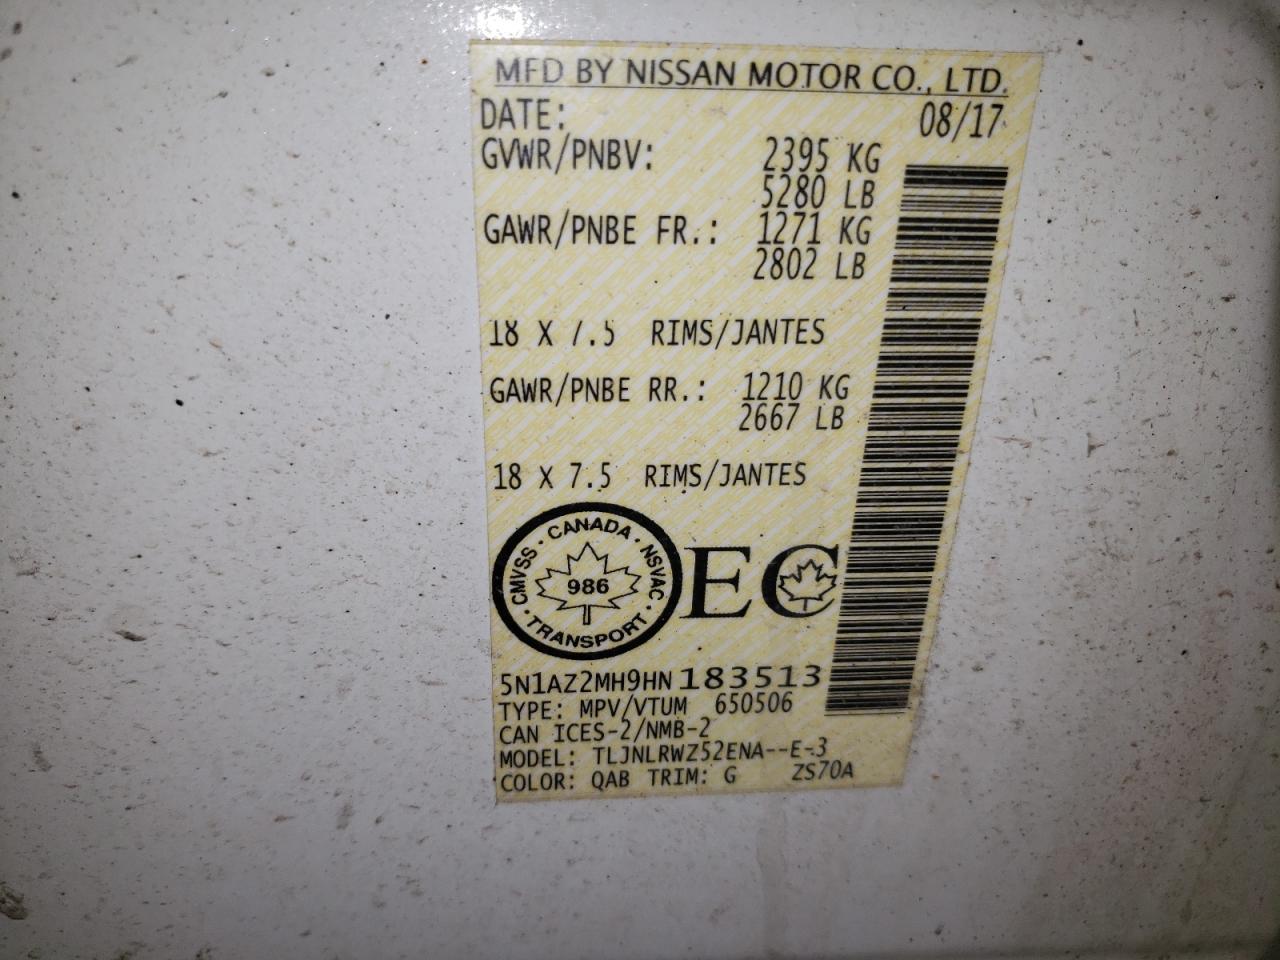 MFD BY NISSAN MOTOR CO., LTD.
DATE: 08/17
GVWR/PNBV: 2395 KG
5280 LB
GAWR/PNBE FR.: 1271 KG
2802 LB
18 X 7.5 RIMS/JANTES
GAWR/PNBE RR.: 1210 KG
2667 LB
18 X 7.5 RIMS/JANTES
CMVSS · CANADA · NSVAC · TRANSPORT ·
986
EC
5N1AZ2MH9HN183513
TYPE: MPV/VTUM 650506
CAN ICES-2/NMB-2
MODEL: TLJNLRWZ52ENA--E-3
COLOR: QAB TRIM: G ZS70A